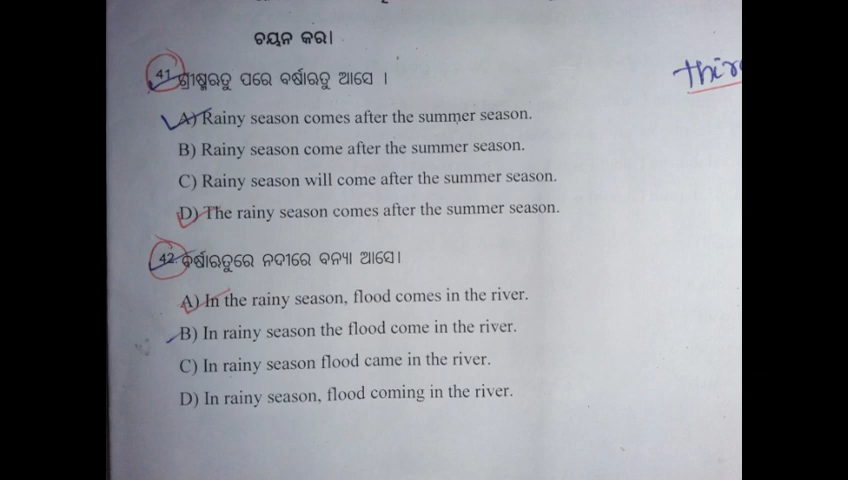 ଚୟନ କର।
41. ଗ୍ରୀଷ୍ମଋତୁ ପରେ ବର୍ଷାଋତୁ ଆସେ ।
A) Rainy season comes after the summer season.
B) Rainy season come after the summer season.
C) Rainy season will come after the summer season.
D) The rainy season comes after the summer season.
42. ବର୍ଷାଋତୁରେ ନଦୀରେ ବନ୍ୟା ଆସେ।
A) In the rainy season, flood comes in the river.
B) In rainy season the flood come in the river.
C) In rainy season flood came in the river.
D) In rainy season, flood coming in the river.